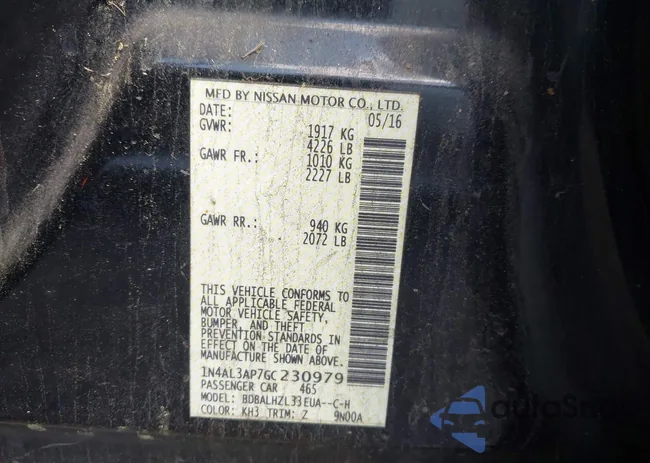 MFD BY NISSAN MOTOR CO., LTD.
DATE: 05/16
GVWR: 1917 KG
4226 LB
GAWR FR.: 1010 KG
2227 LB
GAWR RR.: 940 KG
2072 LB
THIS VEHICLE CONFORMS TO
ALL APPLICABLE FEDERAL
MOTOR VEHICLE SAFETY,
BUMPER, AND THEFT
PREVENTION STANDARDS IN
EFFECT ON THE DATE OF
MANUFACTURE SHOWN ABOVE.
1N4AL3AP7GC230979
PASSENGER CAR 465
MODEL: BDBALHZL33EUA--C-H
COLOR: KH3 TRIM: Z 9N00A